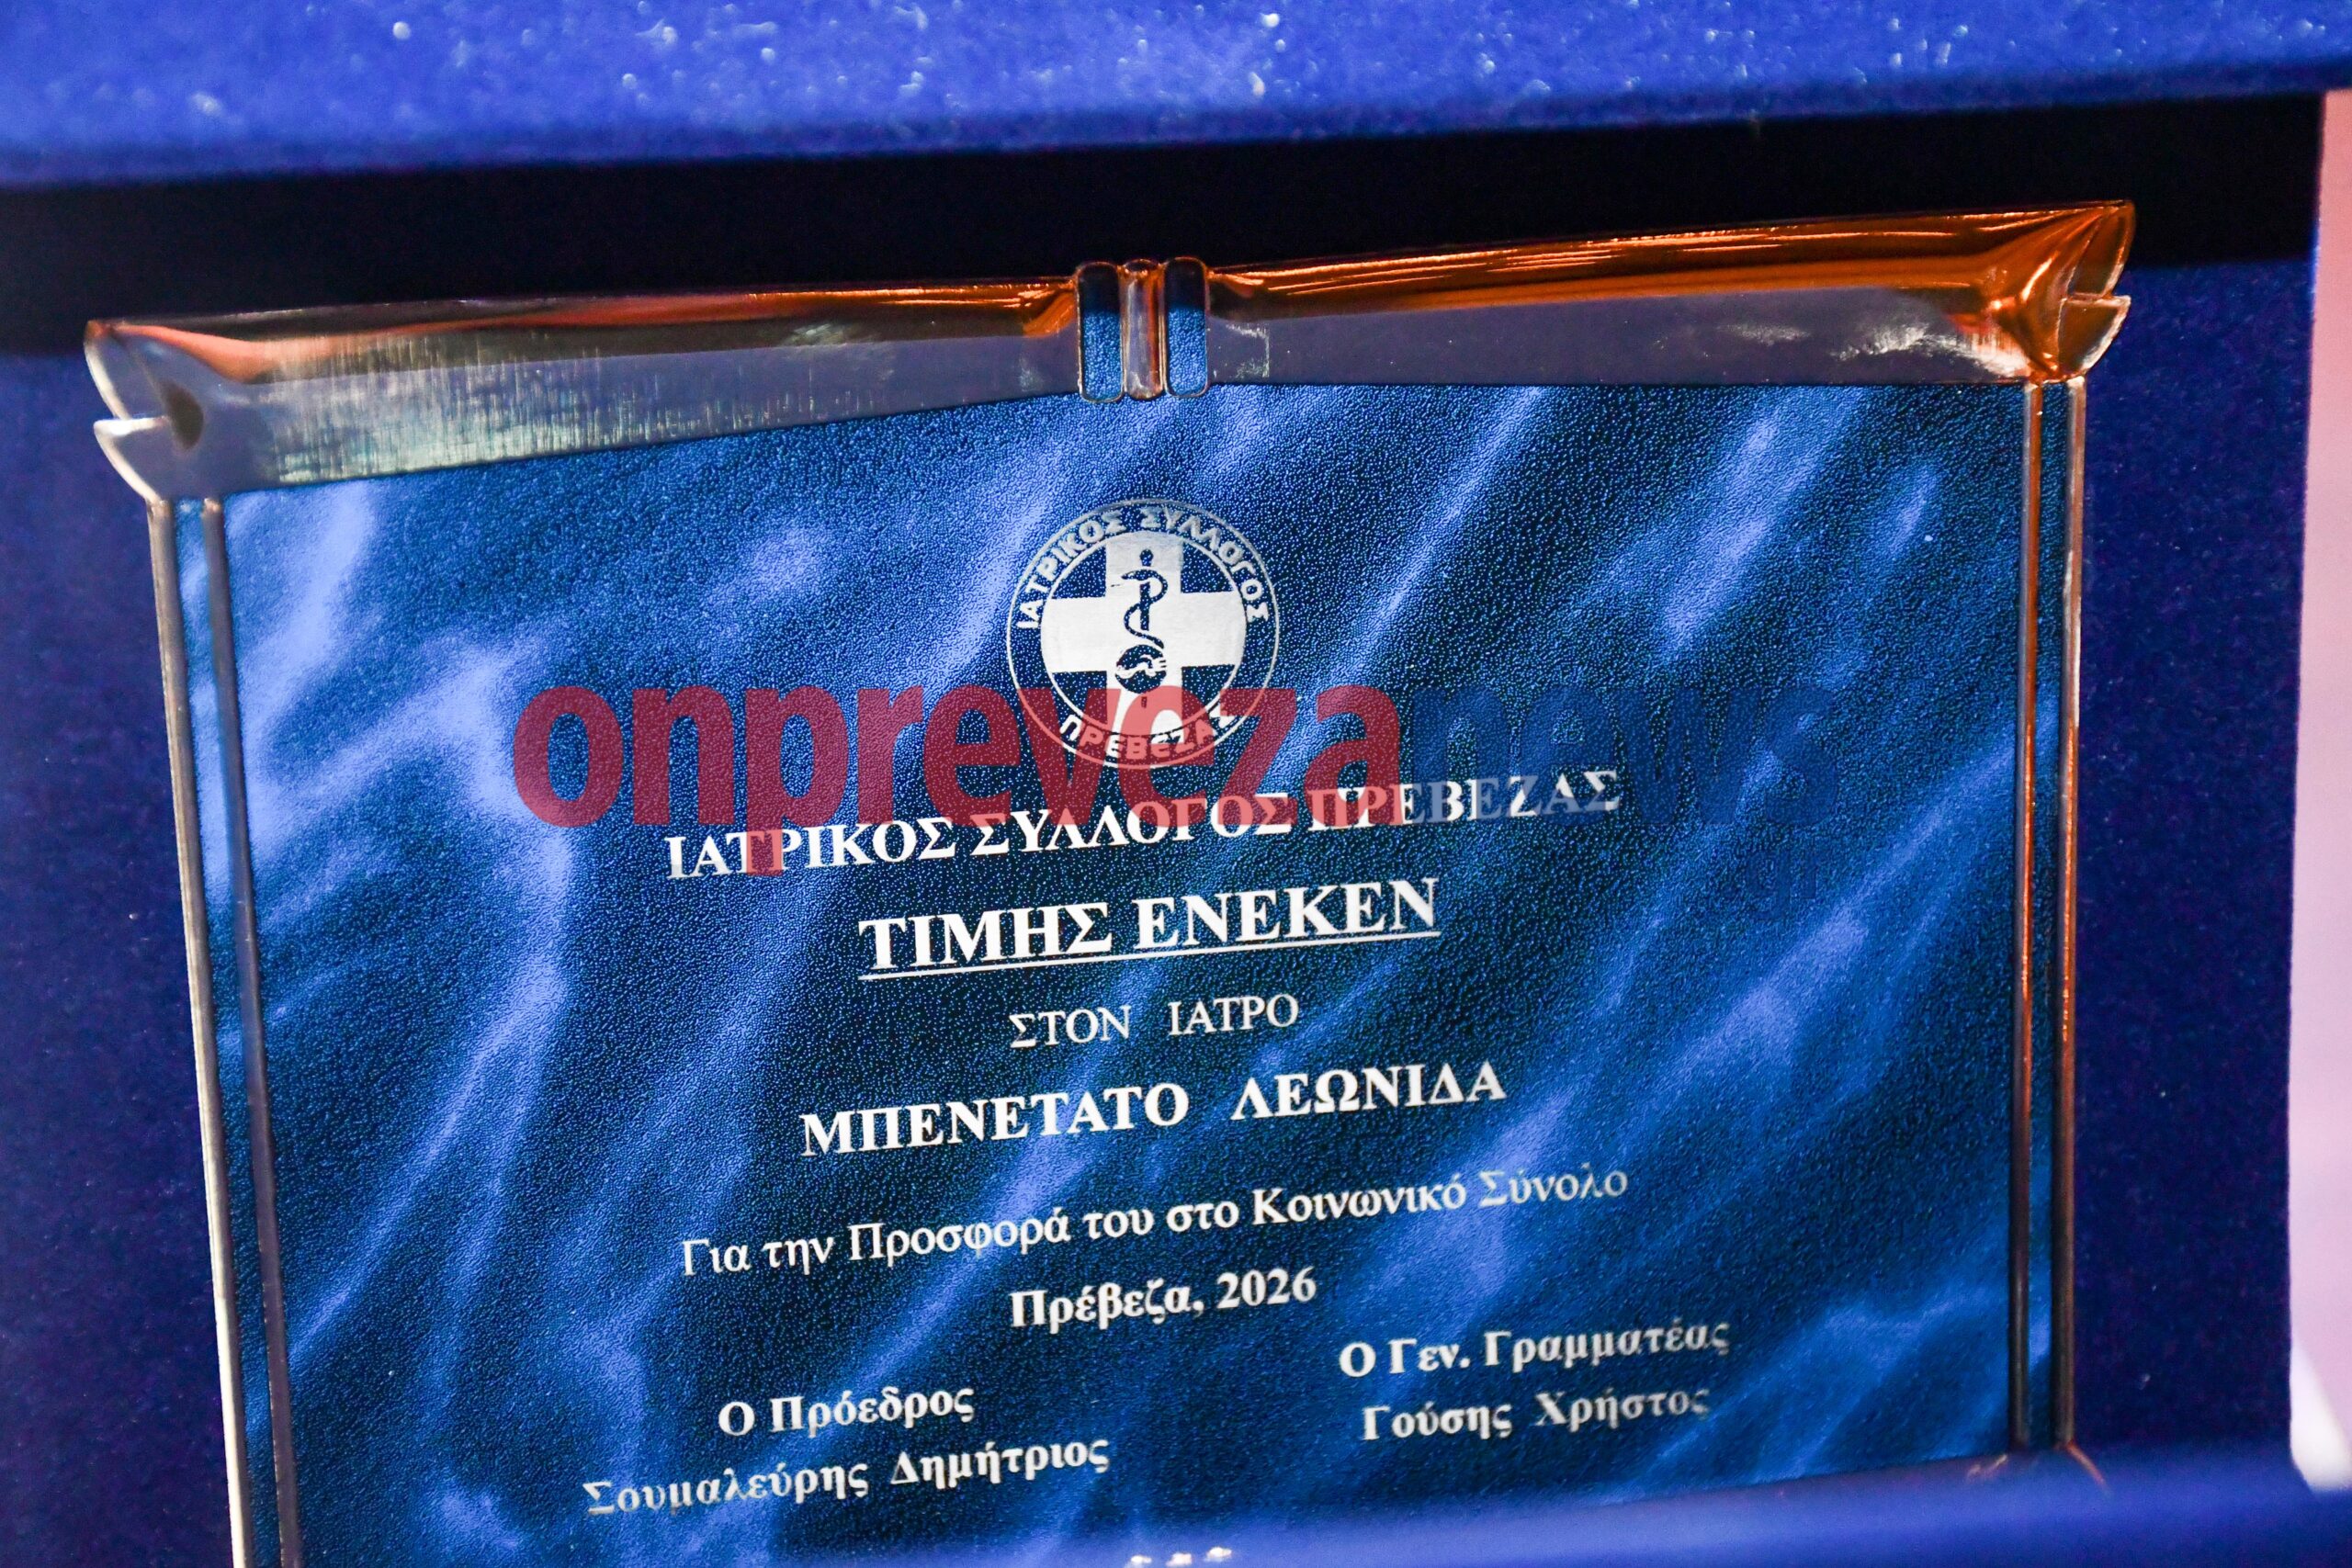 ΙΑΤΡΙΚΟΣ ΣΥΛΛΟΓΟΣ
ΠΡΕΒΕΖΑΣ
onprevezanews
ΙΑΤΡΙΚΟΣ ΣΥΛΛΟΓΟΣ ΠΡΕΒΕΖΑΣ
ΤΙΜΗΣ ΕΝΕΚΕΝ
ΣΤΟΝ ΙΑΤΡΟ
ΜΠΕΝΕΤΑΤΟ ΛΕΩΝΙΔΑ
Για την Προσφορά του στο Κοινωνικό Σύνολο
Πρέβεζα, 2026
Ο Γεν. Γραμματέας
Γούσης Χρήστος
Ο Πρόεδρος
Σουμαλεύρης Δημήτριος